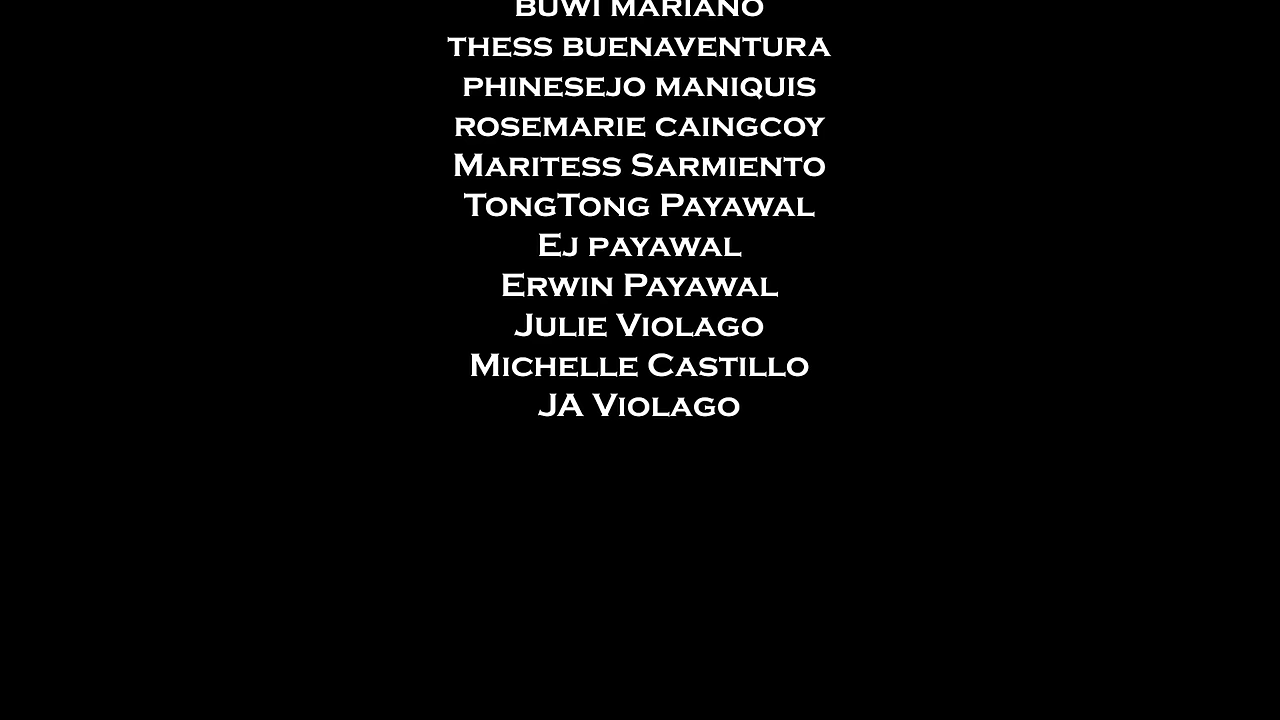 BUWI MARIANO
THESS BUENAVENTURA
PHINESEJO MANIQUIS
ROSEMARIE CAINGCOY
MARITESS SARMIENTO
TONGTONG PAYAWAL
EJ PAYAWAL
ERWIN PAYAWAL
JULIE VIOLAGO
MICHELLE CASTILLO
JA VIOLAGO